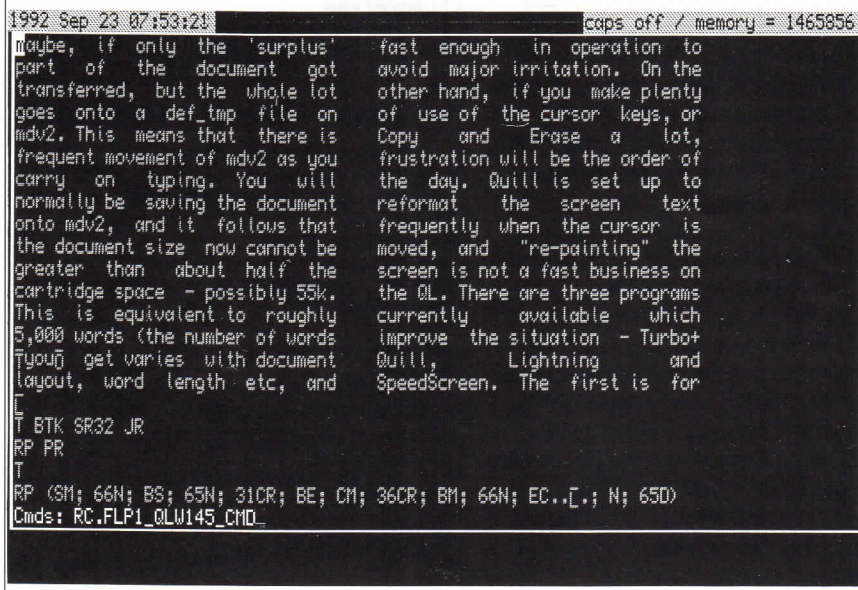 1992 Sep 23 07:53:21
caps off / memory = 1465856
maybe, if only the 'surplus'
part of the document got
transferred, but the whole lot
goes onto a def_tmp file on
mdv2. This means that there is
frequent movement of mdv2 as you
carry on typing. You will
normally be saving the document
onto mdv2, and it follows that
the document size now cannot be
greater than about half the
cartridge space - possibly 55k.
This is equivalent to roughly
5,000 words (the number of words
get varies with document
layout, word length etc, and
fast enough in operation to
avoid major irritation. On the
other hand, if you make plenty
of use of the cursor keys, or
Copy and Erase a lot,
frustration will be the order of
the day. Quill is set up to
reformat the screen text
frequently when the cursor is
moved, and "re-painting" the
screen is not a fast business on
the QL. There are three programs
currently available which
improve the situation - Turbo+
Quill, Lightning and
SpeedScreen. The first is for
[
T BTK SR32 JR
RP PR
T
RP (SM; 66N; BS; 65N; 31CR; BE; CM; 36CR; BM; 66N; EC..[.; N; 65D)
Cmds: RC.FLP1_QLW145_CMD_